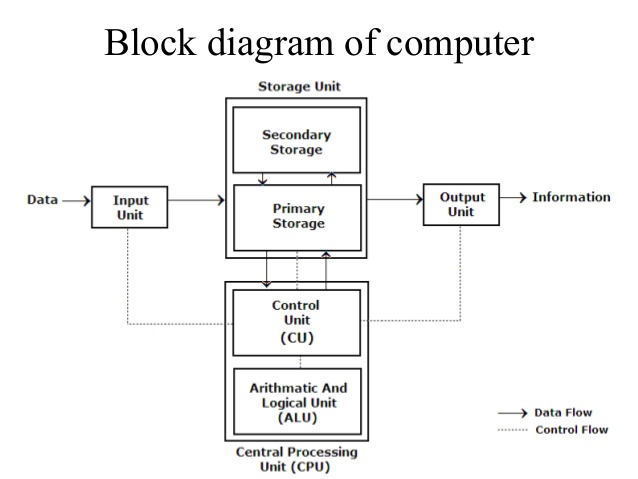 Block diagram of computer
Storage Unit
Secondary
Storage
Data
Input
Unit
Primary
Storage
Output
Unit
Information
Control
Unit
(CU)
Arithmatic And
Logical Unit
(ALU)
Central Processing
Unit (CPU)
Data Flow
Control Flow